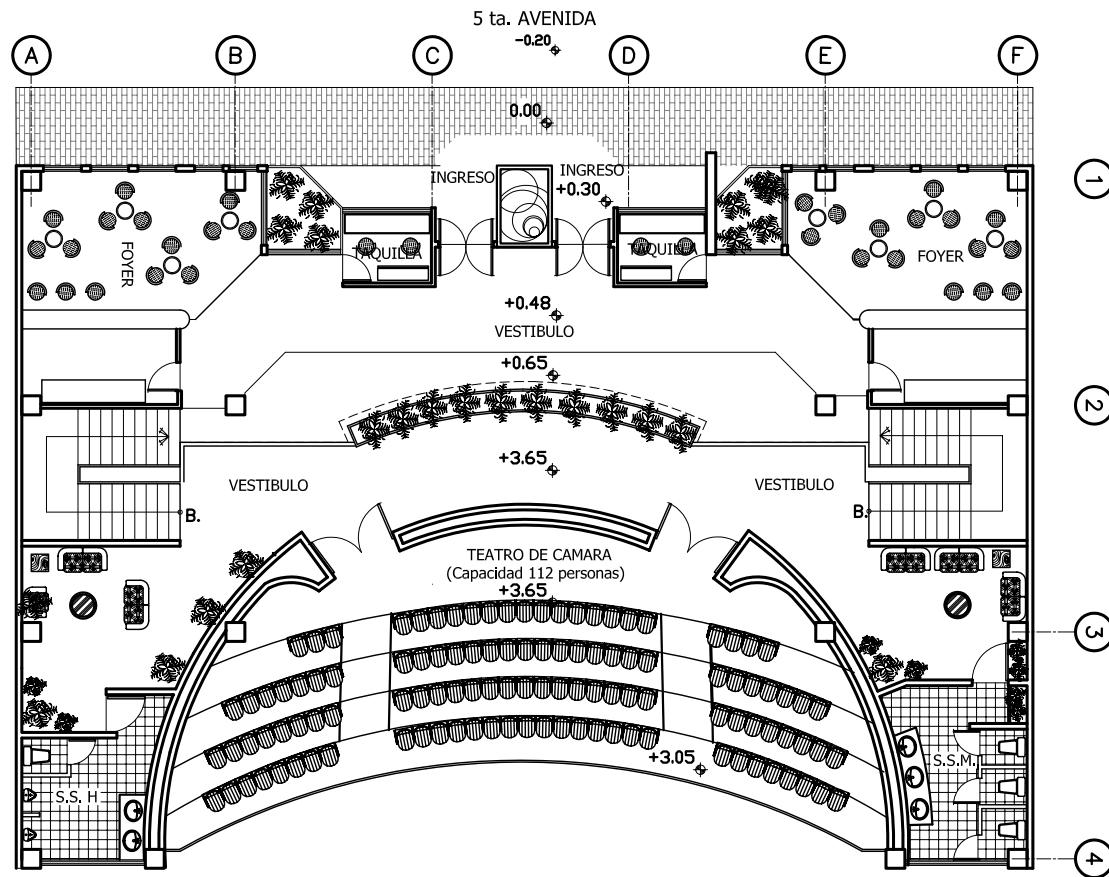 5 ta. AVENIDA
-0.20
A
B
C
D
E
F
0.00
INGRESO
INGRESO
+0.30
1
TAQUILLA
TAQUILLA
FOYER
FOYER
+0.48
VESTIBULO
+0.65
2
+3.65
VESTIBULO
VESTIBULO
B.
B.
TEATRO DE CAMARA
(Capacidad 112 personas)
+3.65
3
+3.05
S.S. H
S.S.M.
4